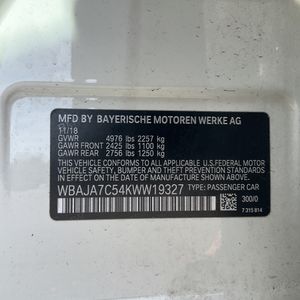 MFD BY BAYERISCHE MOTOREN WERKE AG
11/18
GVWR 4976 lbs 2257 kg
GAWR FRONT 2425 lbs 1100 kg
GAWR REAR 2756 lbs 1250 kg
THIS VEHICLE CONFORMS TO ALL APPLICABLE
U.S. FEDERAL MOTOR VEHICLE SAFETY,
BUMPER, AND THEFT PREVENTION STANDARDS
IN EFFECT ON THE DATE OF MANUFACTURE
SHOWN ABOVE.
WBAJA7C54KWW19327 TYPE: PASSENGER CAR
300/0
7 315 814